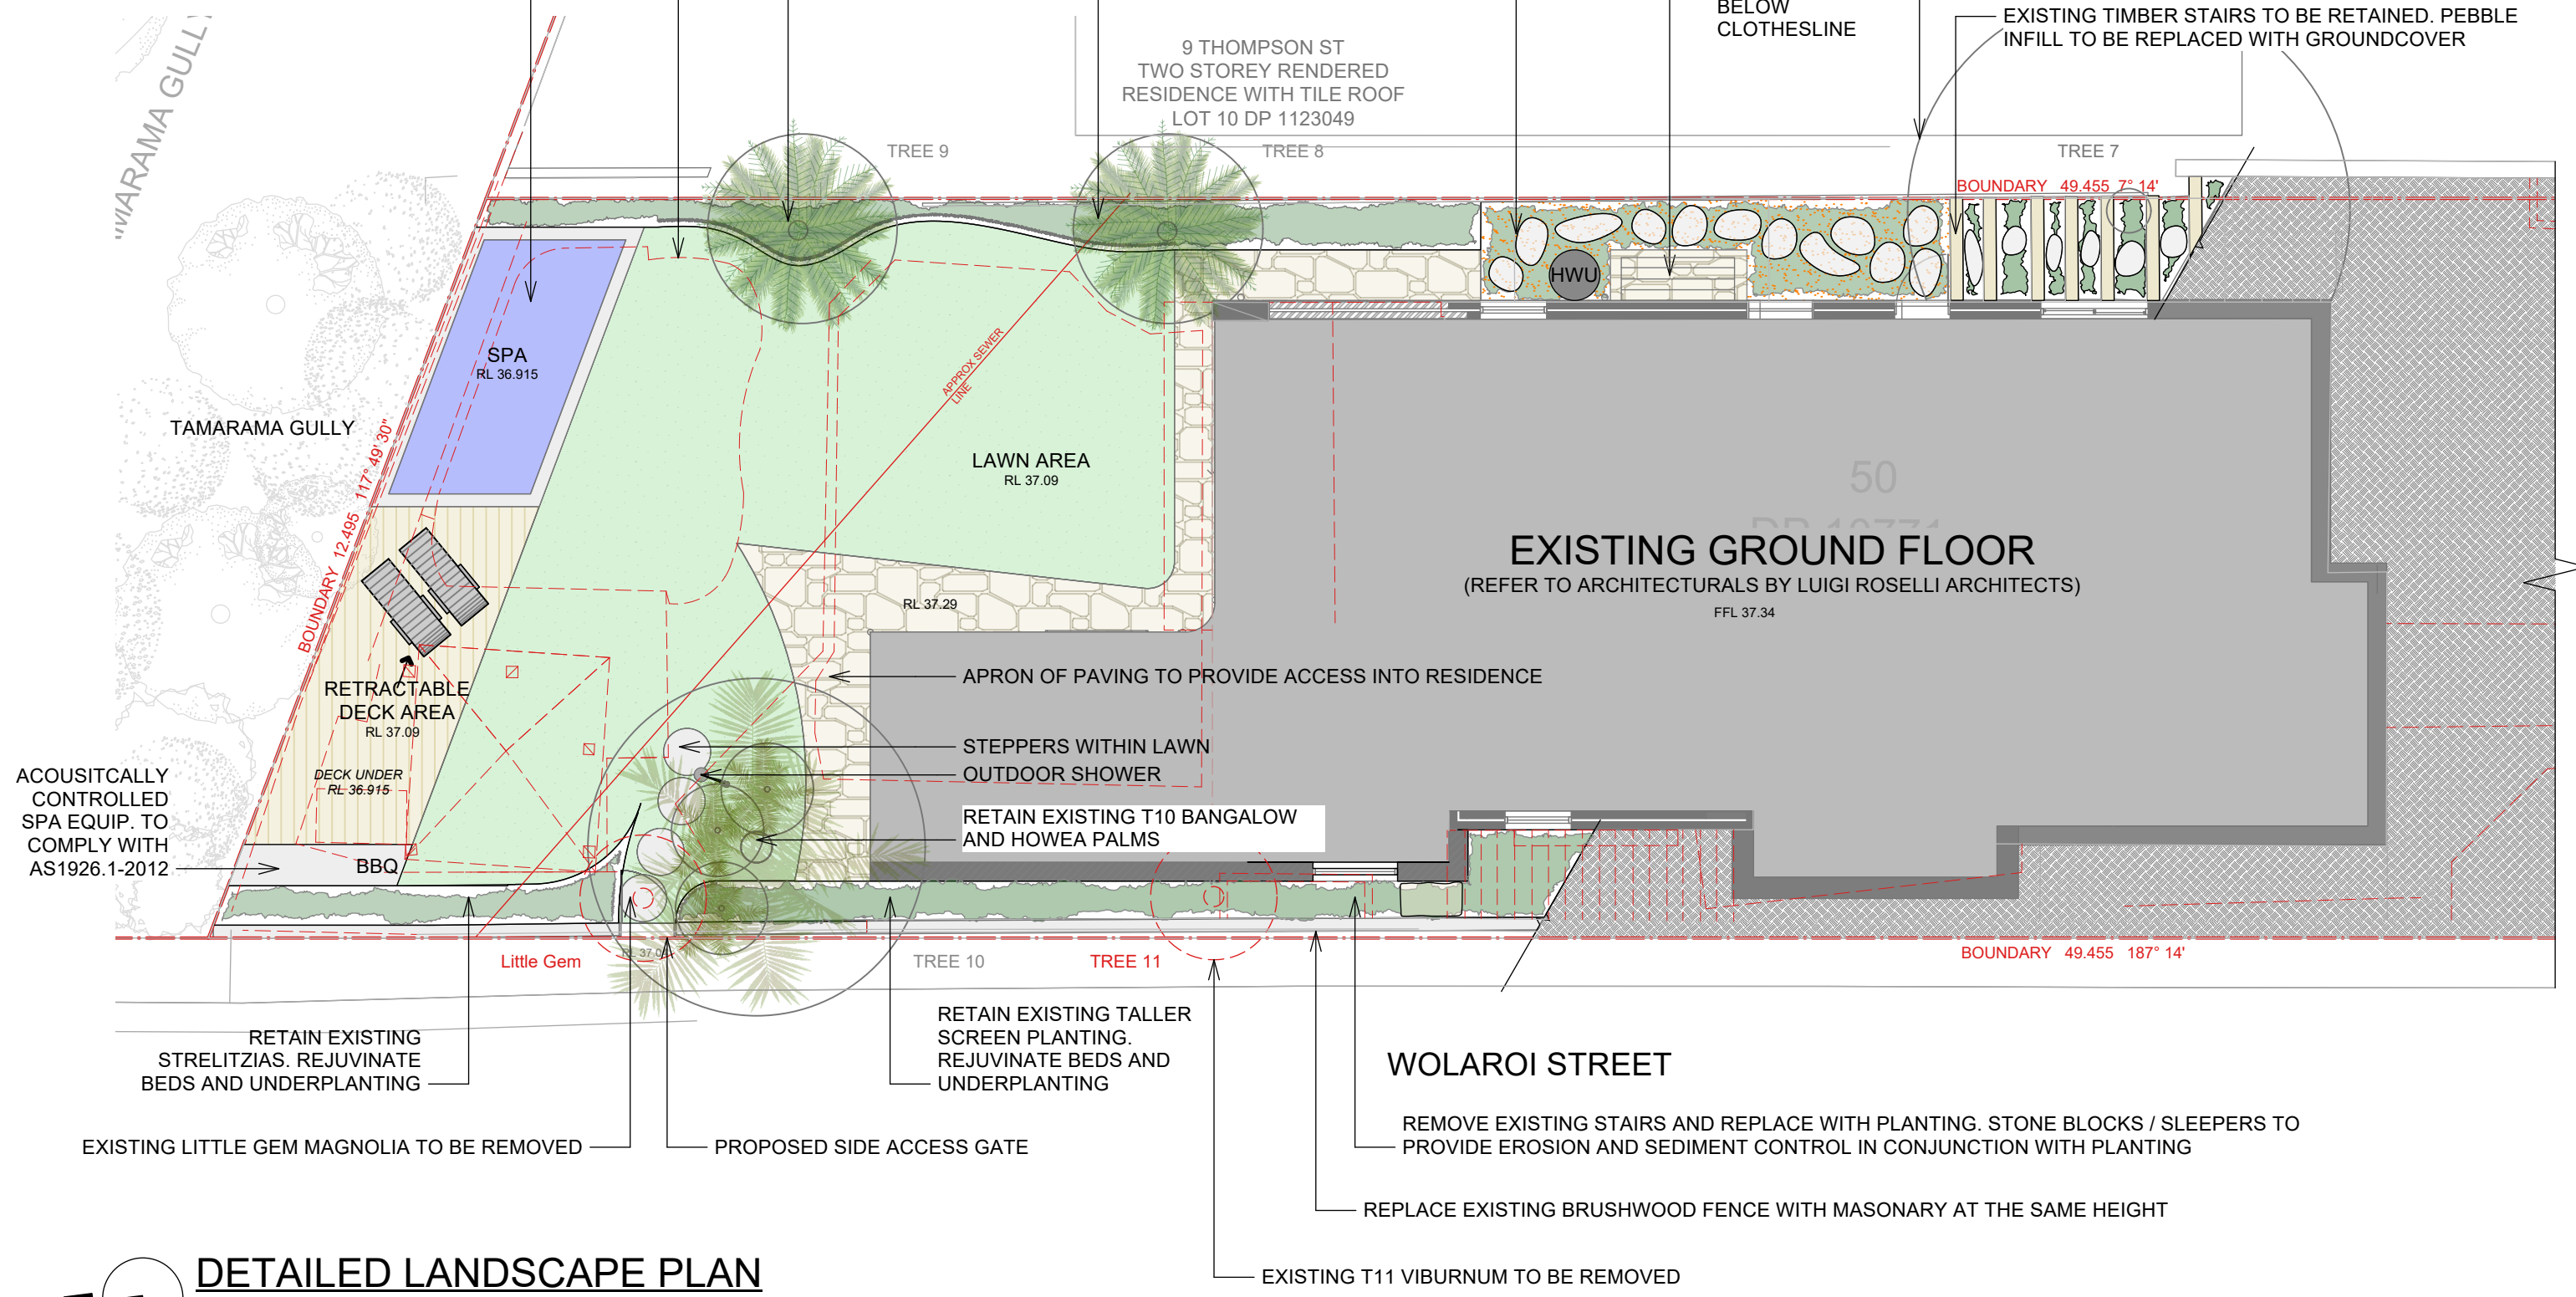 BELOW
CLOTHESLINE
EXISTING TIMBER STAIRS TO BE RETAINED. PEBBLE
INFILL TO BE REPLACED WITH GROUNDCOVER
MARAMA GULLY
9 THOMPSON ST
TWO STOREY RENDERED
RESIDENCE WITH TILE ROOF
LOT 10 DP 1123049
TREE 9
TREE 8
TREE 7
BOUNDARY 49.455 7° 14'
HWU
SPA
RL 36.915
APPROX SEWER
LINE
TAMARAMA GULLY
BOUNDARY 12.495 117° 49' 30"
LAWN AREA
RL 37.09
50
EXISTING GROUND FLOOR
(REFER TO ARCHITECTURALS BY LUIGI ROSELLI ARCHITECTS)
FFL 37.34
RL 37.29
APRON OF PAVING TO PROVIDE ACCESS INTO RESIDENCE
RETRACTABLE
DECK AREA
RL 37.09
DECK UNDER
RL 36.915
STEPPERS WITHIN LAWN
OUTDOOR SHOWER
RETAIN EXISTING T10 BANGALOW
AND HOWEA PALMS
ACOUSITCALLY
CONTROLLED
SPA EQUIP. TO
COMPLY WITH
AS1926.1-2012
BBQ
Little Gem
TREE 10
TREE 11
BOUNDARY 49.455 187° 14'
RETAIN EXISTING
STRELITZIAS. REJUVINATE
BEDS AND UNDERPLANTING
RETAIN EXISTING TALLER
SCREEN PLANTING.
REJUVINATE BEDS AND
UNDERPLANTING
WOLAROI STREET
EXISTING LITTLE GEM MAGNOLIA TO BE REMOVED
PROPOSED SIDE ACCESS GATE
REMOVE EXISTING STAIRS AND REPLACE WITH PLANTING. STONE BLOCKS / SLEEPERS TO
PROVIDE EROSION AND SEDIMENT CONTROL IN CONJUNCTION WITH PLANTING
REPLACE EXISTING BRUSHWOOD FENCE WITH MASONARY AT THE SAME HEIGHT
EXISTING T11 VIBURNUM TO BE REMOVED
DETAILED LANDSCAPE PLAN